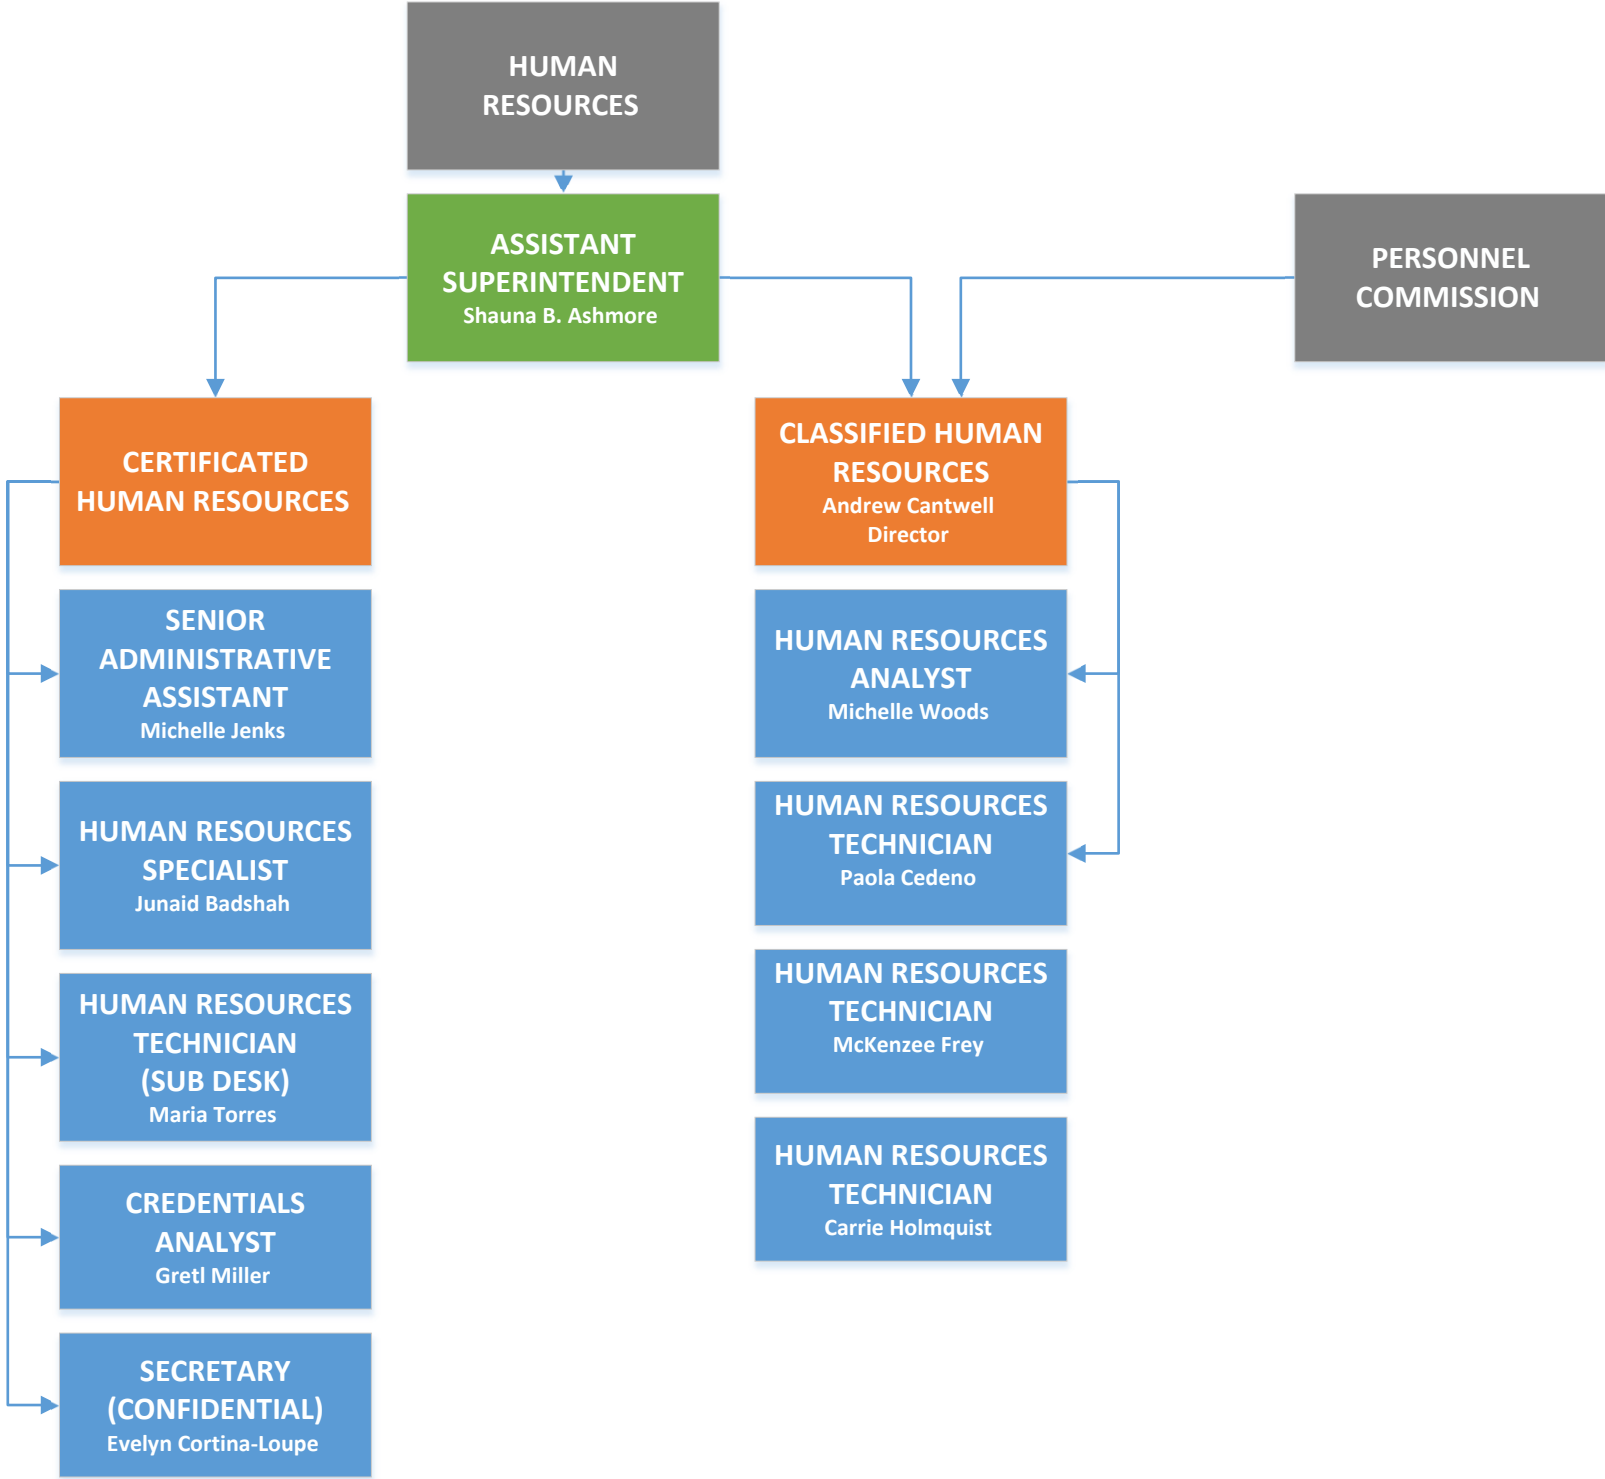 HUMAN
RESOURCES
ASSISTANT
SUPERINTENDENT
Shauna B. Ashmore
PERSONNEL
COMMISSION
CERTIFICATED
HUMAN RESOURCES
SENIOR
ADMINISTRATIVE
ASSISTANT
Michelle Jenks
HUMAN RESOURCES
SPECIALIST
Junaid Badshah
HUMAN RESOURCES
TECHNICIAN
(SUB DESK)
Maria Torres
CREDENTIALS
ANALYST
Gretl Miller
SECRETARY
(CONFIDENTIAL)
Evelyn Cortina-Loupe
CLASSIFIED HUMAN
RESOURCES
Andrew Cantwell
Director
HUMAN RESOURCES
ANALYST
Michelle Woods
HUMAN RESOURCES
TECHNICIAN
Paola Cedeno
HUMAN RESOURCES
TECHNICIAN
McKenzee Frey
HUMAN RESOURCES
TECHNICIAN
Carrie Holmquist